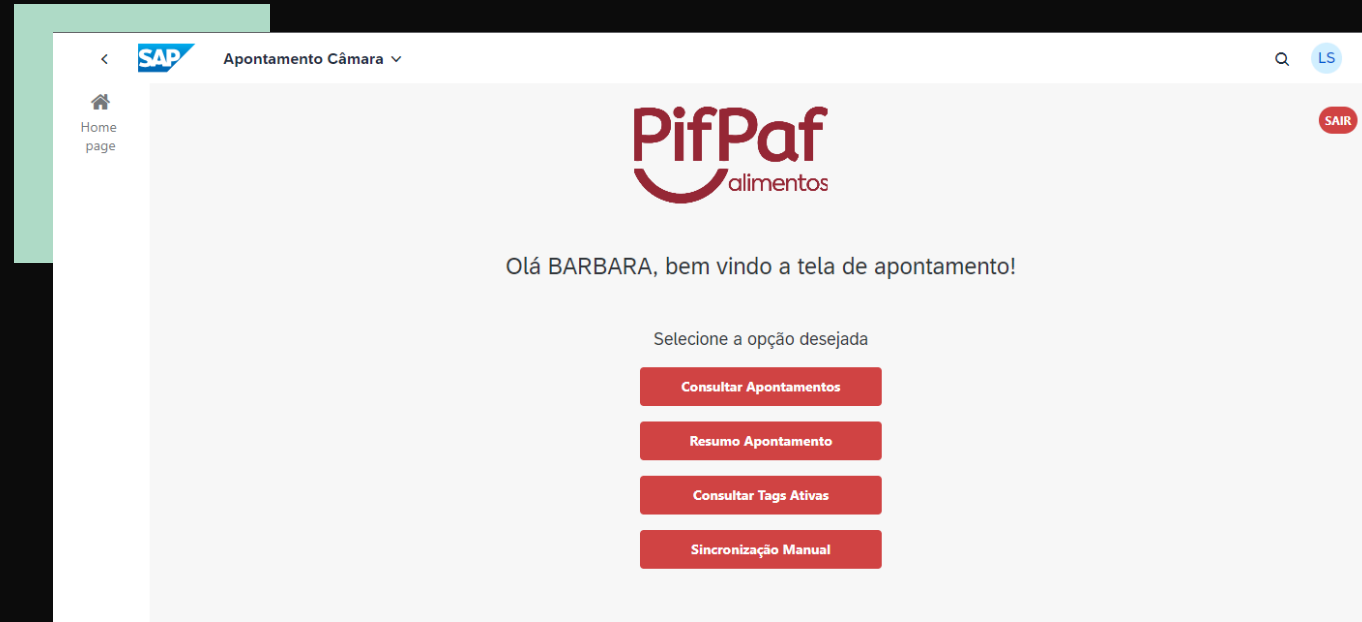 SAP
Apontamento Câmara
LS
Home
page
PifPaf
alimentos
SAIR
Olá BARBARA, bem vindo a tela de apontamento!
Selecione a opção desejada
Consultar Apontamentos
Resumo Apontamento
Consultar Tags Ativas
Sincronização Manual